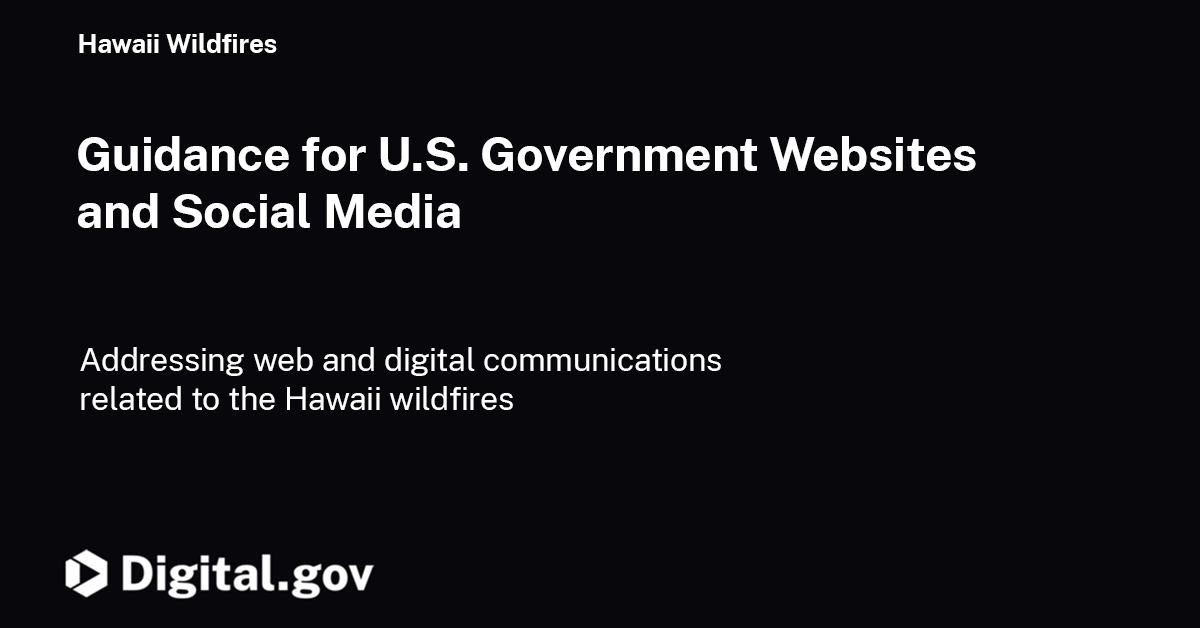 Hawaii Wildfires
Guidance for U.S. Government Websites
and Social Media
Addressing web and digital communications
related to the Hawaii wildfires
Digital.gov